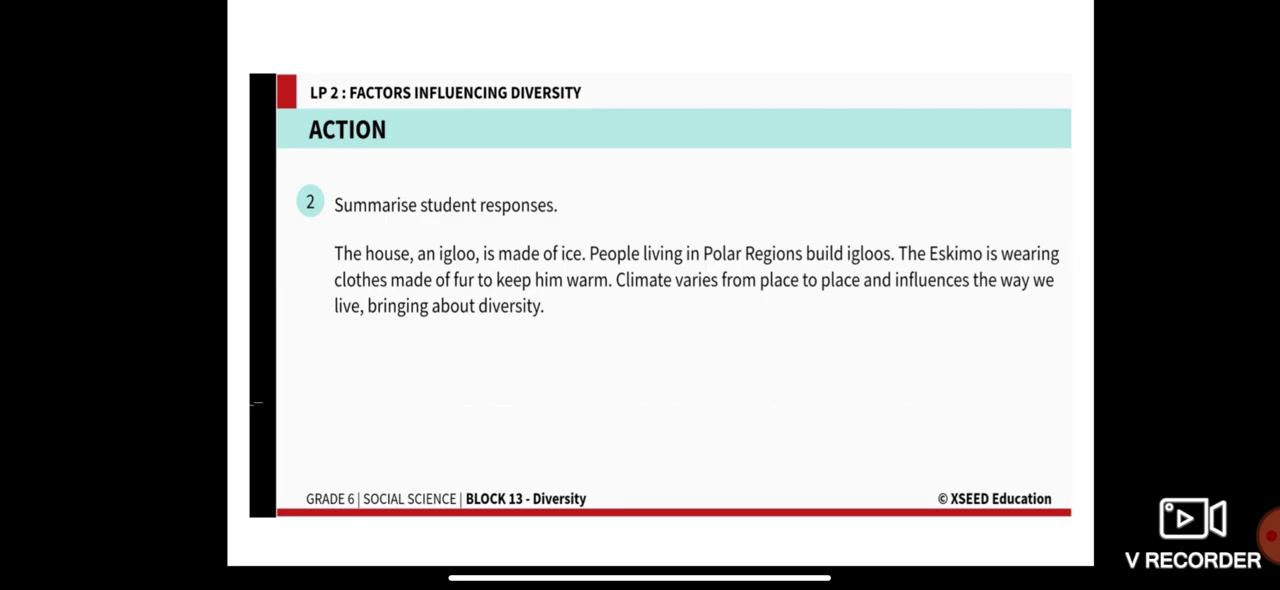 LP 2 : FACTORS INFLUENCING DIVERSITY
ACTION
2 Summarise student responses.
The house, an igloo, is made of ice. People living in Polar Regions build igloos. The Eskimo is wearing
clothes made of fur to keep him warm. Climate varies from place to place and influences the way we
live, bringing about diversity.
GRADE 6 | SOCIAL SCIENCE | BLOCK 13 - Diversity © XSEED Education
V RECORDER